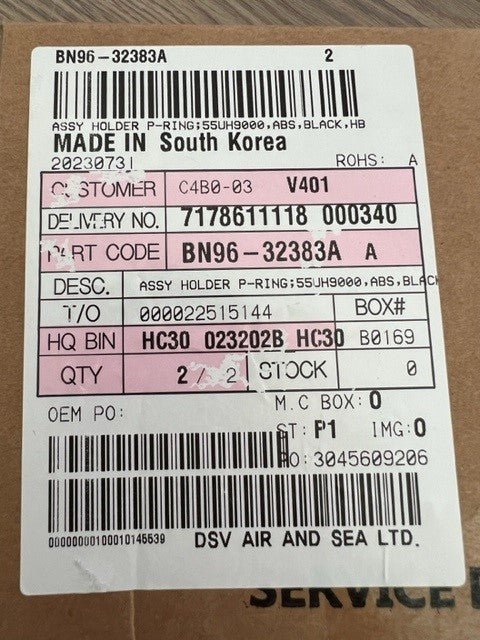 BN96-32383A 2
ASSY HOLDER P-RING;55UH9000,ABS,BLACK,HB
MADE IN South Korea
20230731 ROHS: A
CUSTOMER C4B0-03 V401
DELIVERY NO. 7178611118 000340
PART CODE BN96-32383A A
DESC. ASSY HOLDER P-RING;55UH9000,ABS,BLACK
T/O 000022515144 BOX#
HQ BIN HC30 023202B HC30 B0169
QTY 2 / 2 STOCK 0
OEM PO: M.C BOX: 0
ST: P1 IMG: 0
PO: 3045609206
00000000100010145539 DSV AIR AND SEA LTD.
SERVICE